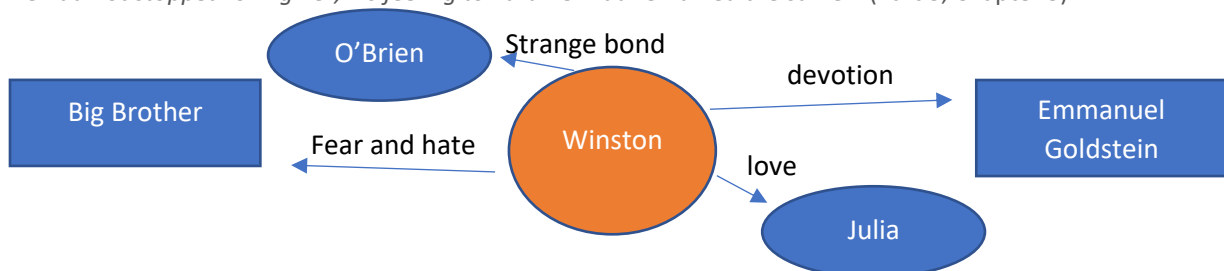 O’Brien
Strange bond
devotion
Big Brother
Emmanuel
Goldstein
Fear and hate
Winston
love
Julia